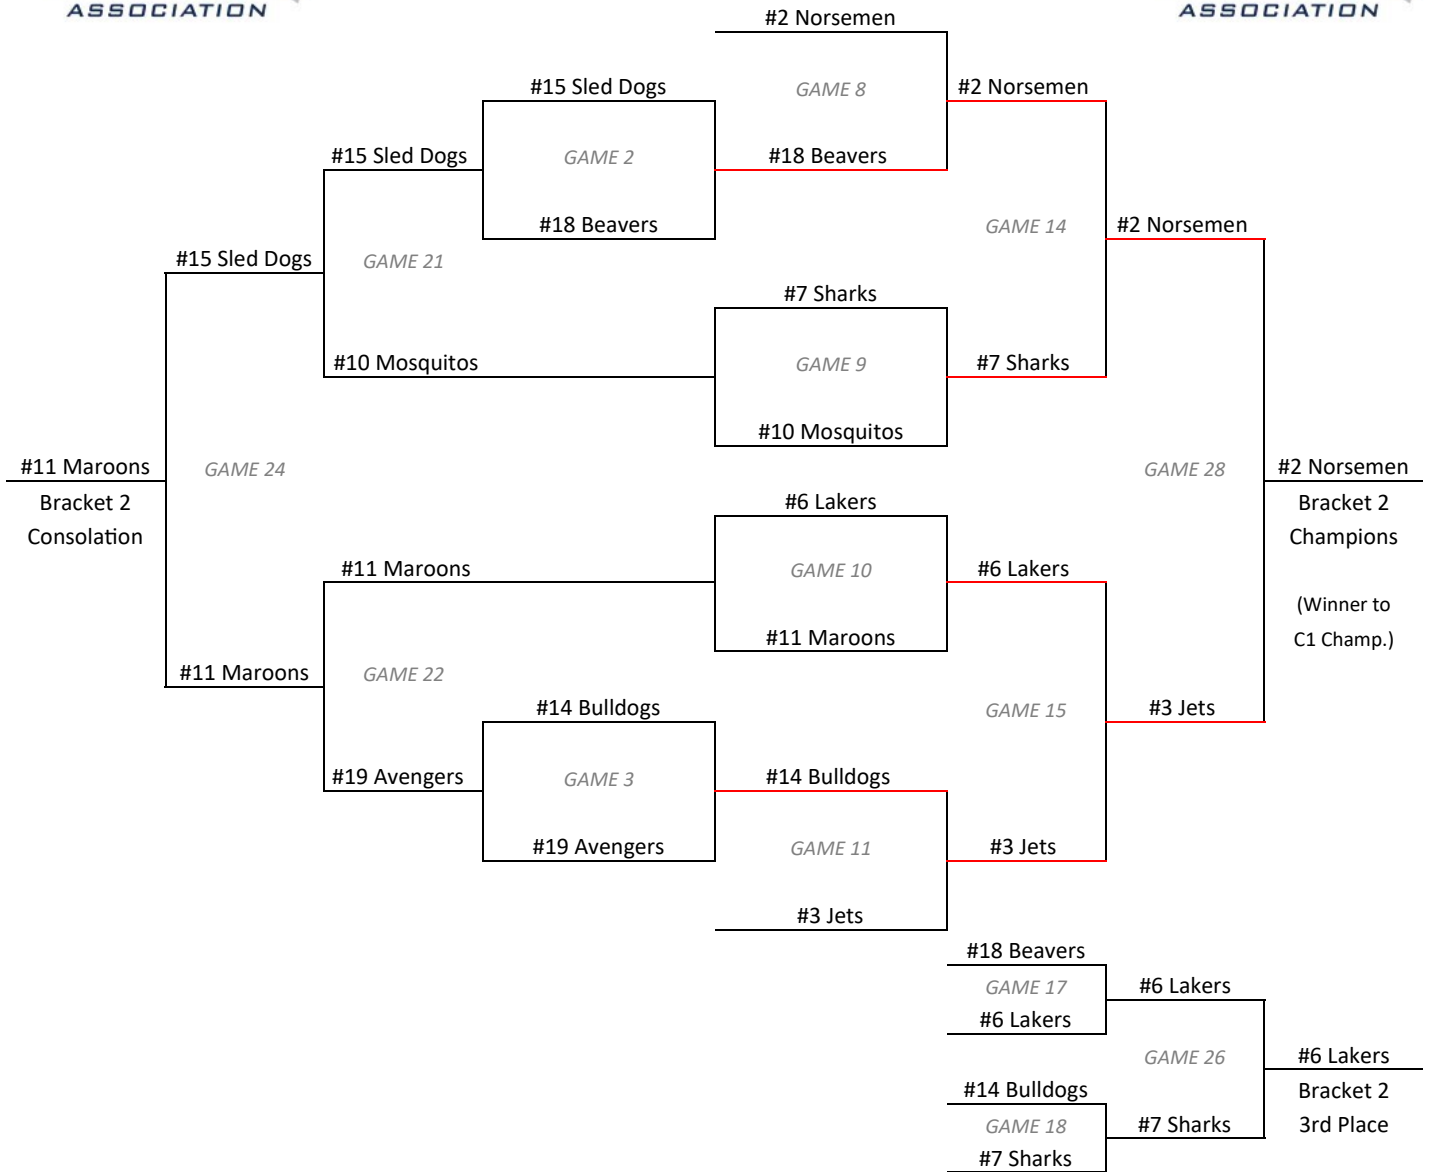 ASSOCIATION
ASSOCIATION
#2 Norsemen
#15 Sled Dogs
GAME 8
#2 Norsemen
#15 Sled Dogs
GAME 2
#18 Beavers
#18 Beavers
GAME 14
#2 Norsemen
#15 Sled Dogs
GAME 21
#7 Sharks
#10 Mosquitos
GAME 9
#7 Sharks
#10 Mosquitos
#11 Maroons
GAME 24
GAME 28
#2 Norsemen
Bracket 2
Consolation
#6 Lakers
Bracket 2
Champions
#11 Maroons
GAME 10
#6 Lakers
(Winner to
C1 Champ.)
#11 Maroons
#11 Maroons
GAME 22
#14 Bulldogs
GAME 15
#3 Jets
#19 Avengers
GAME 3
#14 Bulldogs
#19 Avengers
GAME 11
#3 Jets
#3 Jets
#18 Beavers
GAME 17
#6 Lakers
#6 Lakers
GAME 26
#6 Lakers
Bracket 2
3rd Place
#14 Bulldogs
GAME 18
#7 Sharks
#7 Sharks